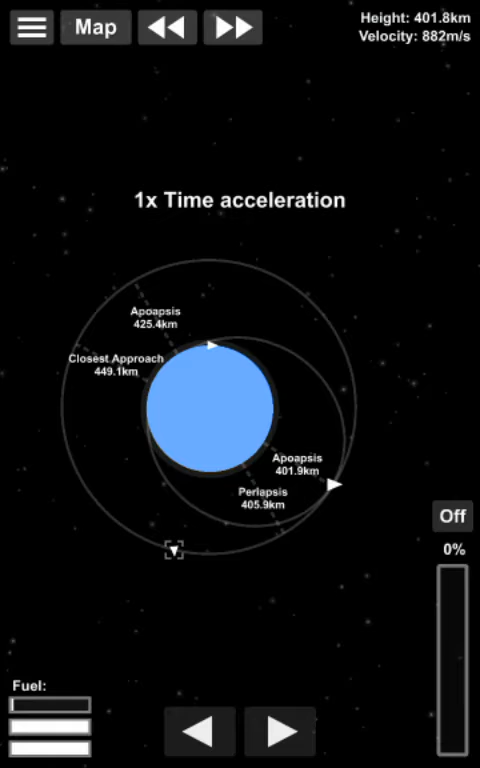 Map
Height: 401.8km
Velocity: 882m/s
1x Time acceleration
Apoapsis
425.4km
Closest Approach
449.1km
Apoapsis
401.9km
Periapsis
405.9km
Off
0%
Fuel: